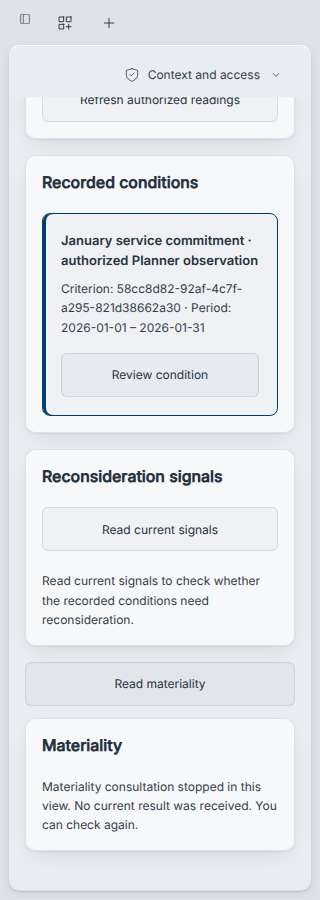 Context and access
Refresh authorized readings
Recorded conditions
January service commitment ·
authorized Planner observation
Criterion: 58cc8d82-92af-4c7f-
a295-821d38662a30 · Period:
2026-01-01 – 2026-01-31
Review condition
Reconsideration signals
Read current signals
Read current signals to check whether
the recorded conditions need
reconsideration.
Read materiality
Materiality
Materiality consultation stopped in this
view. No current result was received. You
can check again.